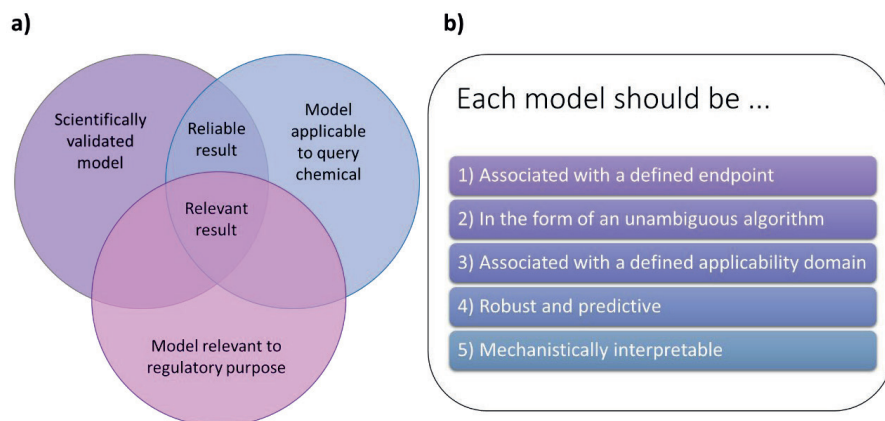 a)
Scientifically
validated
model
Reliable
result
Model
applicable
to query
chemical
Relevant
result
Model relevant to
regulatory purpose
b)
Each model should be ...
1) Associated with a defined endpoint
2) In the form of an unambiguous algorithm
3) Associated with a defined applicability domain
4) Robust and predictive
5) Mechanistically interpretable